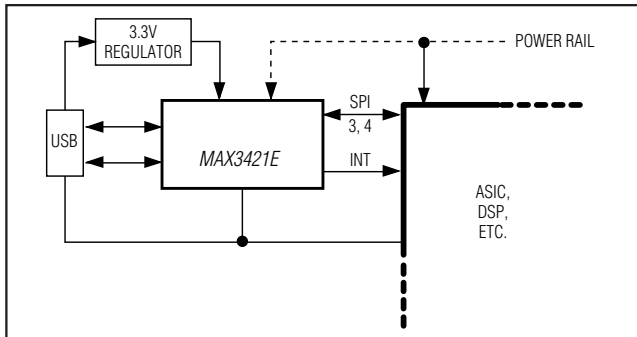 3.3V
REGULATOR
POWER RAIL
SPI
3, 4
USB
MAX3421E
INT
ASIC,
DSP,
ETC.